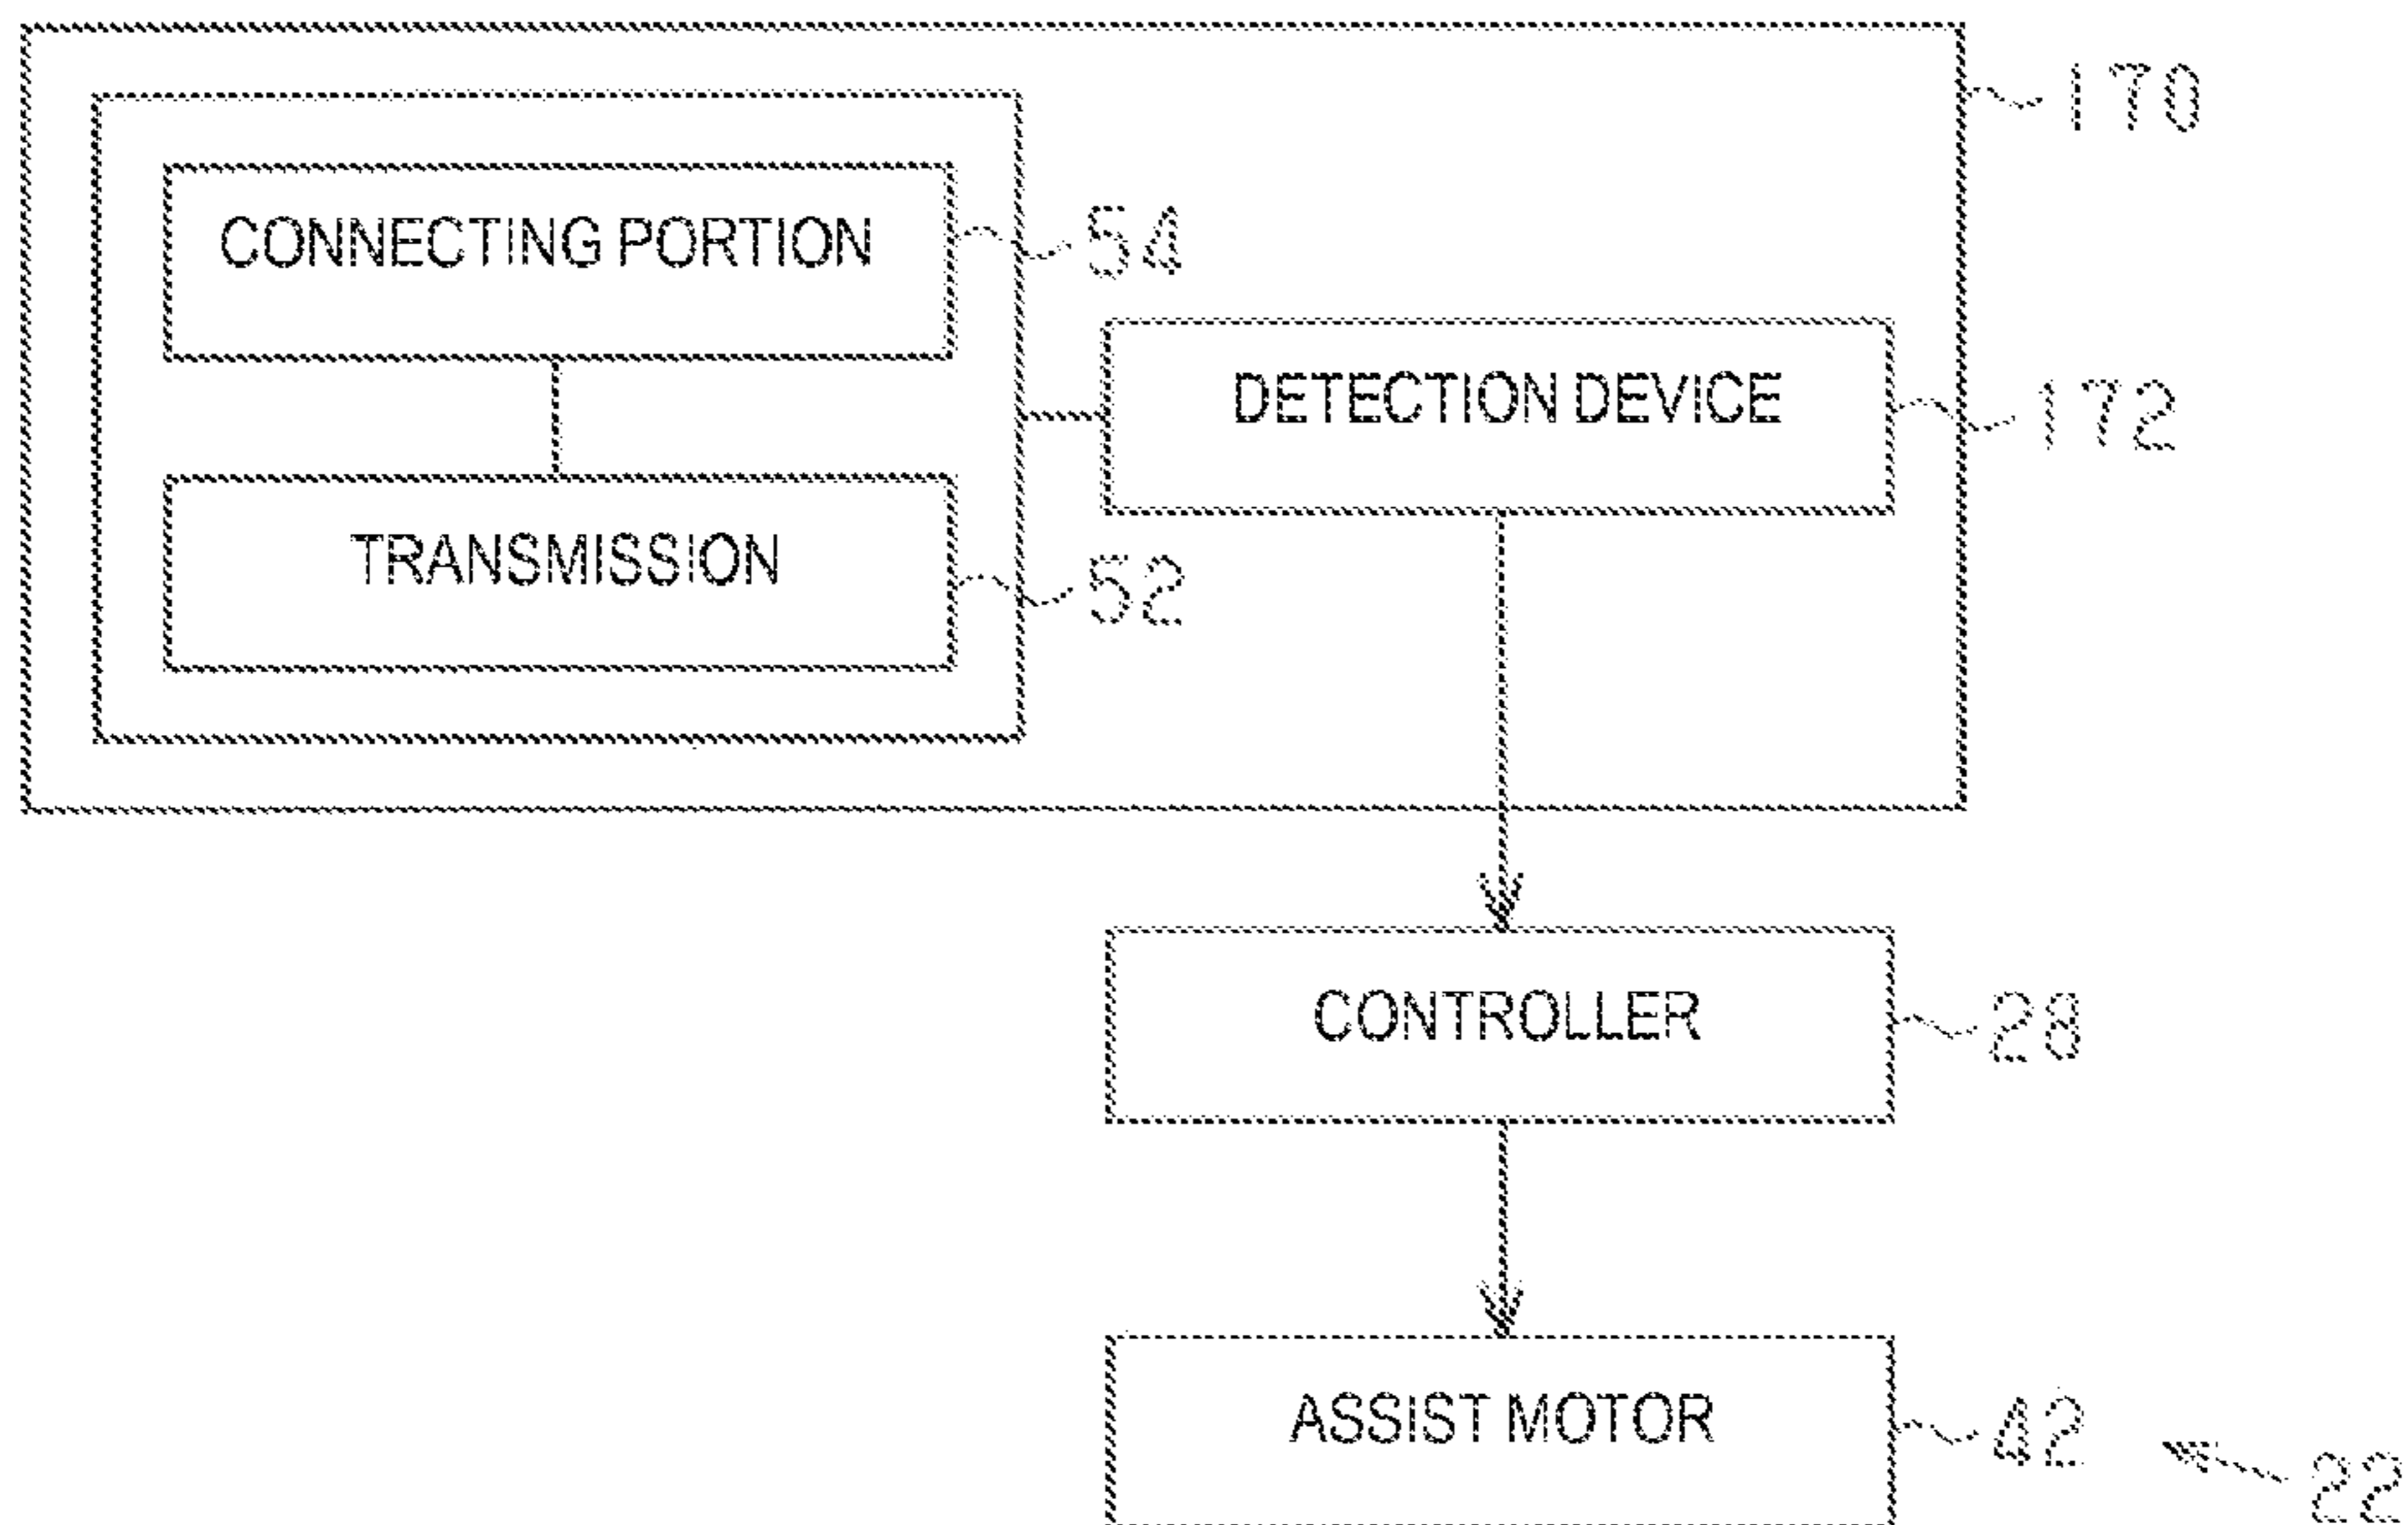 170
CONNECTING PORTION
54
DETECTION DEVICE
172
TRANSMISSION
52
CONTROLLER
28
ASSIST MOTOR
42
22